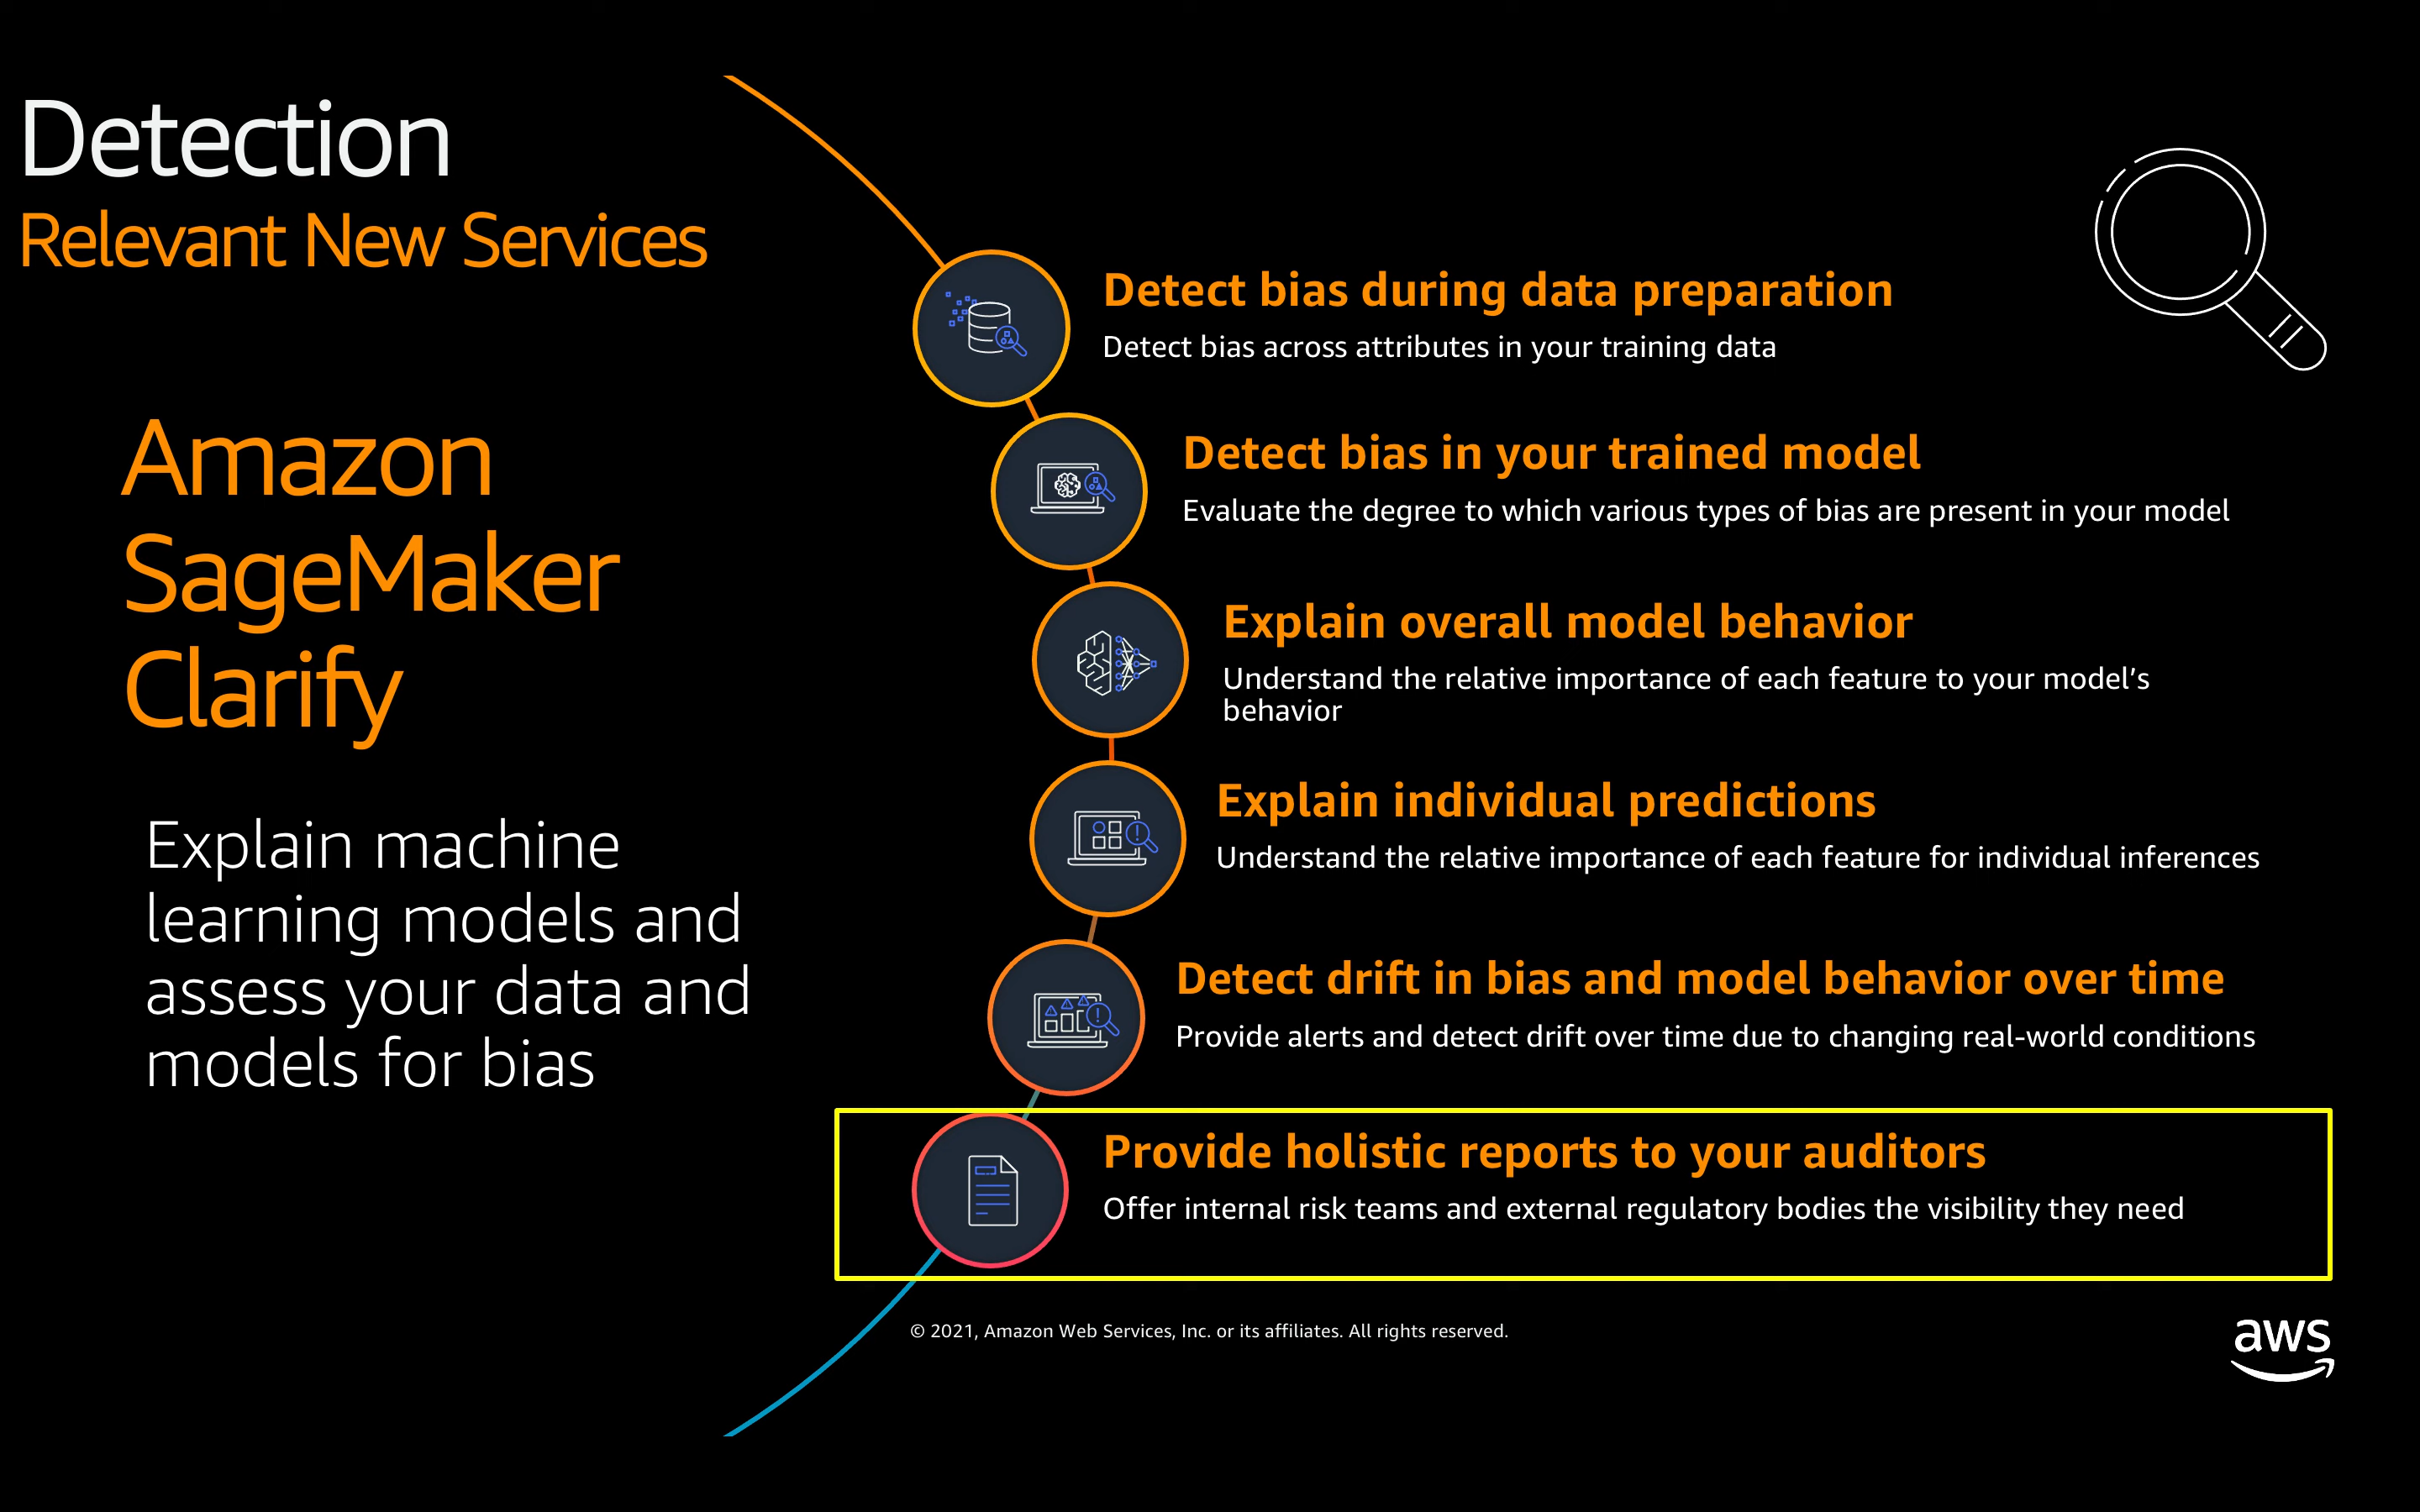 Detection
Relevant New Services
Amazon
SageMaker
Clarify
Explain machine
learning models and
assess your data and
models for bias
Detect bias during data preparation
Detect bias across attributes in your training data
Detect bias in your trained model
Evaluate the degree to which various types of bias are present in your model
Explain overall model behavior
Understand the relative importance of each feature to your model's
behavior
Explain individual predictions
Understand the relative importance of each feature for individual inferences
Detect drift in bias and model behavior over time
Provide alerts and detect drift over time due to changing real-world conditions
Provide holistic reports to your auditors
Offer internal risk teams and external regulatory bodies the visibility they need
© 2021, Amazon Web Services, Inc. or its affiliates. All rights reserved.
aws